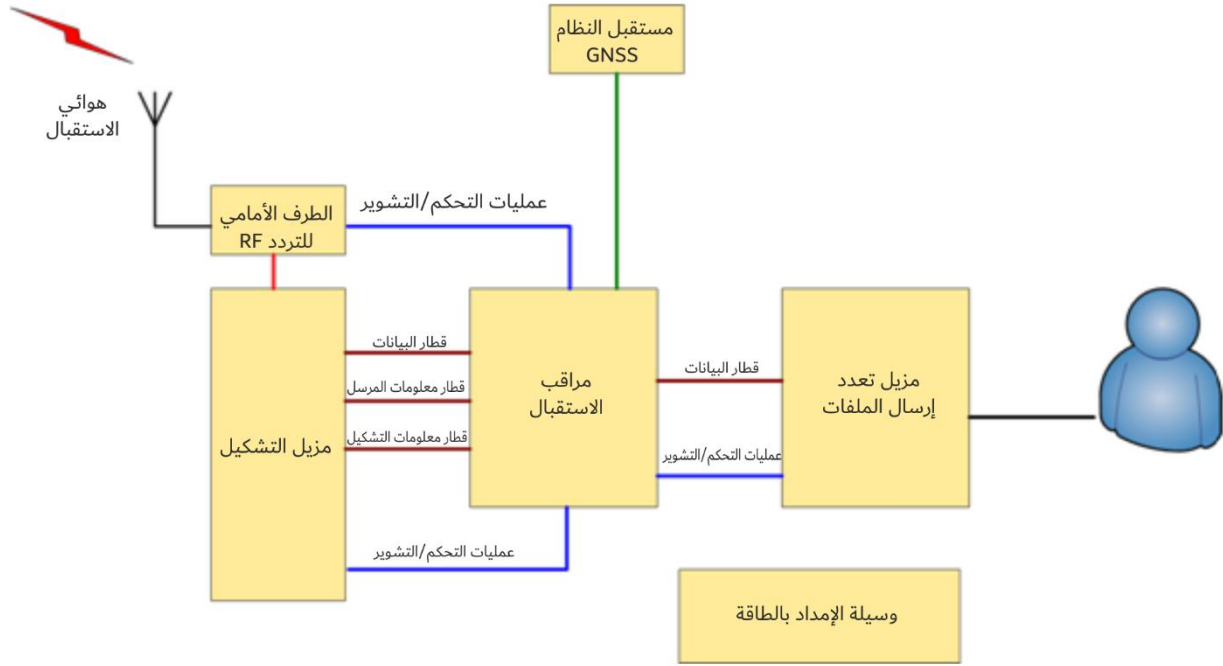 مستقبل النظام
GNSS
هوائي
الاستقبال
عمليات التحكم/التشوير
الطرف الأمامي
للتردد RF
قطار البيانات
قطار معلومات المرسل
قطار معلومات التشكيل
مزيل التشكيل
مراقب
الاستقبال
قطار البيانات
عمليات التحكم/التشوير
مزيل تعدد
إرسال الملفات
عمليات التحكم/التشوير
وسيلة الإمداد بالطاقة